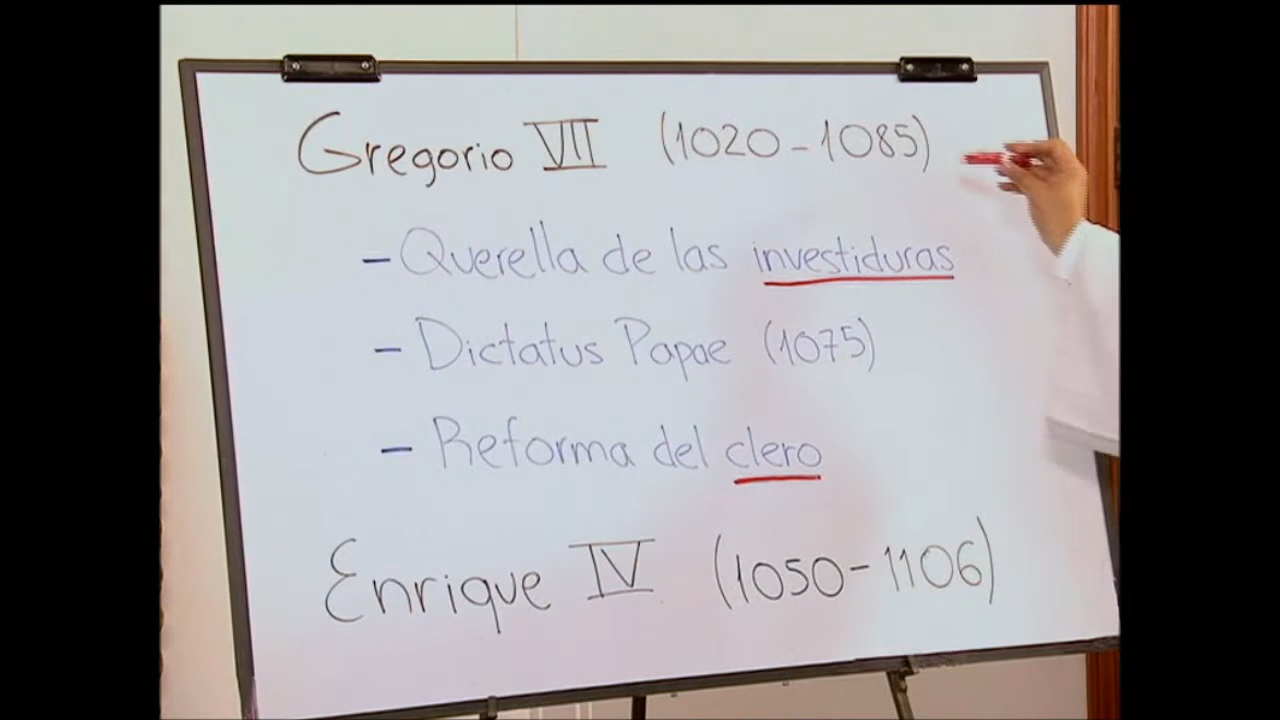 Gregorio VII (1020-1085)
- Querella de las investiduras
- Dictatus Papae (1075)
- Reforma del clero
Enrique IV (1050-1106)